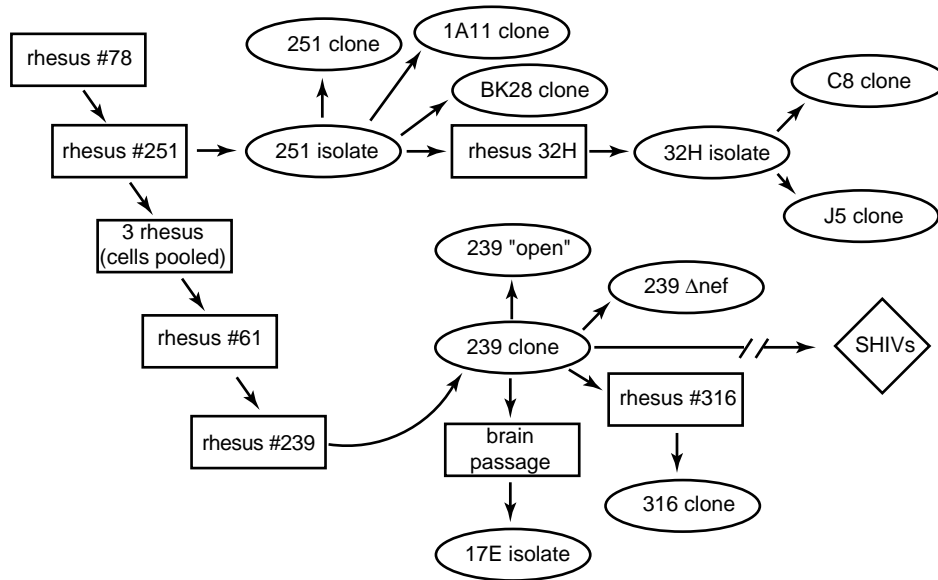 rhesus #78
251 clone
1A11 clone
BK28 clone
C8 clone
rhesus #251
251 isolate
rhesus 32H
32H isolate
J5 clone
3 rhesus
(cells pooled)
239 "open"
239 Δnef
rhesus #61
239 clone
SHIVs
rhesus #316
rhesus #239
brain
passage
316 clone
17E isolate